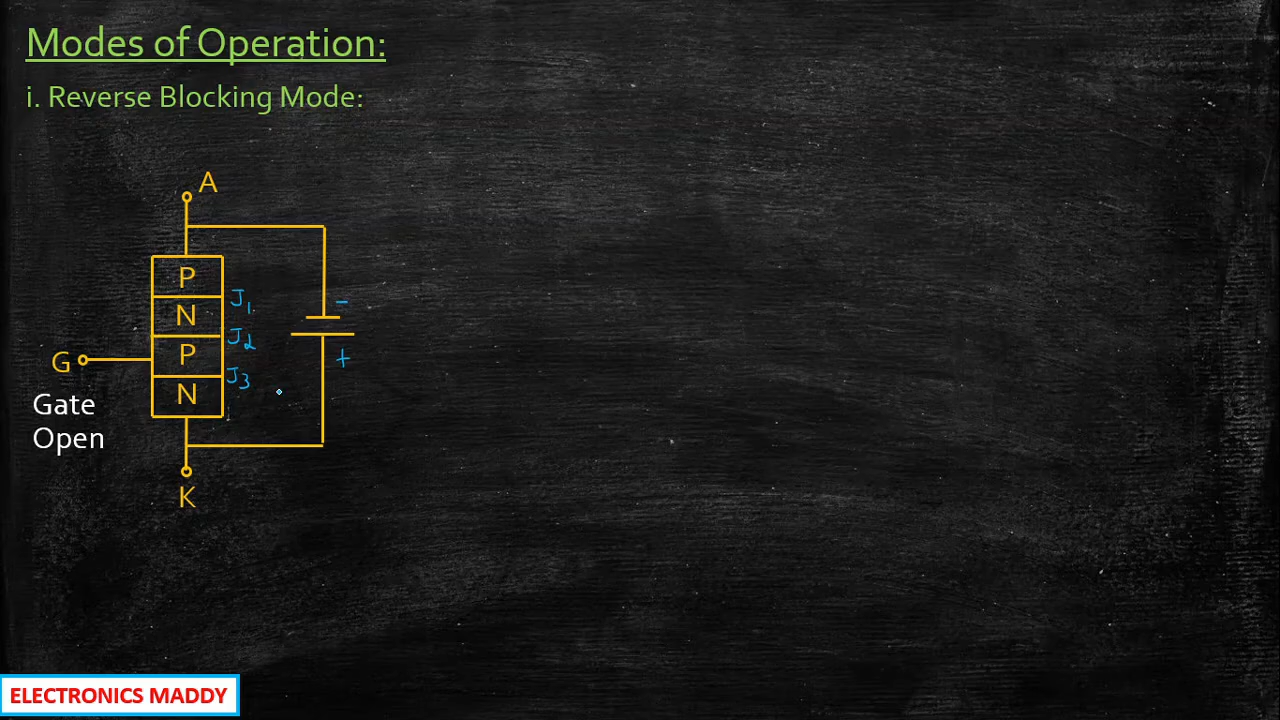 Modes of Operation:
i. Reverse Blocking Mode:
A
P
J1
-
N
J2
P
+
G
J3
N
Gate
Open
K
ELECTRONICS MADDY